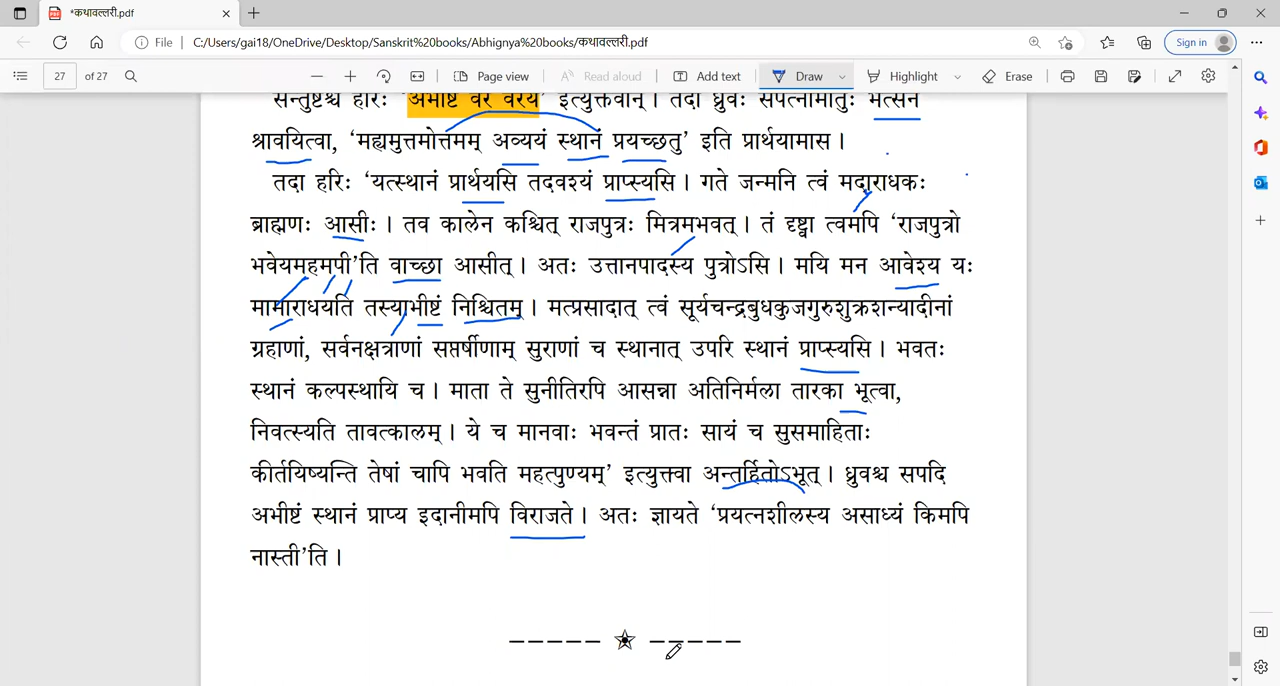 *कथावल्लरी.pdf
File
C:/Users/gai18/OneDrive/Desktop/Sanskrit%20books/Abhignya%20books/कथावल्लरी.pdf
Sign in
27 of 27
Page view
Read aloud
Add text
Draw
Highlight
Erase
सन्तुष्टश्च हरिः ‘अभीष्टं वरं वरय’ इत्युक्तवान्। तदा ध्रुवः सपत्नीमातुः भर्त्सनं
श्रावयित्वा, ‘मह्यमुत्तमोत्तमम् अव्ययं स्थानं प्रयच्छतु’ इति प्रार्थयामास।
तदा हरिः ‘यत्स्थानं प्रार्थयसि तदवश्यं प्राप्स्यसि। गते जन्मनि त्वं मदाराधकः
ब्राह्मणः आसीः। तव कालेन कश्चित् राजपुत्रः मित्रमभवत्। तं दृष्ट्वा त्वमपि ‘राजपुत्रो
भवेयमहमपी’ति वाच्छा आसीत्। अतः उत्तानपादस्य पुत्रोऽसि। मयि मन आवेश्य यः
मामाराधयति तस्याभीष्टं निश्चितम्। मत्प्रसादात् त्वं सूर्यचन्द्रबुधकुजगुरुशुक्रशन्यादीनां
ग्रहाणां, सर्वनक्षत्राणां सप्तर्षीणाम् सुराणां च स्थानात् उपरि स्थानं प्राप्स्यसि। भवतः
स्थानं कल्पस्थायि च। माता ते सुनीतिरपि आसन्ना अतिनिर्मला तारका भूत्वा,
निवत्स्यति तावत्कालम्। ये च मानवाः भवन्तं प्रातः सायं च सुसमाहिताः
कीर्तयिष्यन्ति तेषां चापि भवति महत्पुण्यम्’ इत्युक्त्वा अन्तर्हितोऽभूत्। ध्रुवश्च सपदि
अभीष्टं स्थानं प्राप्य इदानीमपि विराजते। अतः ज्ञायते ‘प्रयत्नशीलस्य असाध्यं किमपि
नास्ती’ति।